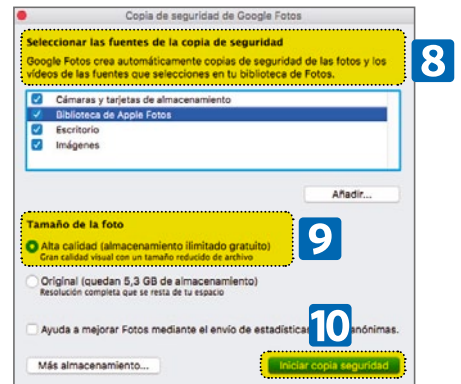 Copia de seguridad de Google Fotos
Seleccionar las fuentes de la copia de seguridad
Google Fotos crea automáticamente copias de seguridad de las fotos y los
vídeos de las fuentes que selecciones en tu biblioteca de Fotos.
8
Cámaras y tarjetas de almacenamiento
Biblioteca de Apple Fotos
Escritorio
Imágenes
Añadir...
Tamaño de la foto
Alta calidad (almacenamiento ilimitado gratuito)
Gran calidad visual con un tamaño reducido de archivo
9
Original (quedan 5,3 GB de almacenamiento)
Resolución completa que se resta de tu espacio
10
Ayuda a mejorar Fotos mediante el envío de estadísticas anónimas.
Más almacenamiento...
Iniciar copia seguridad